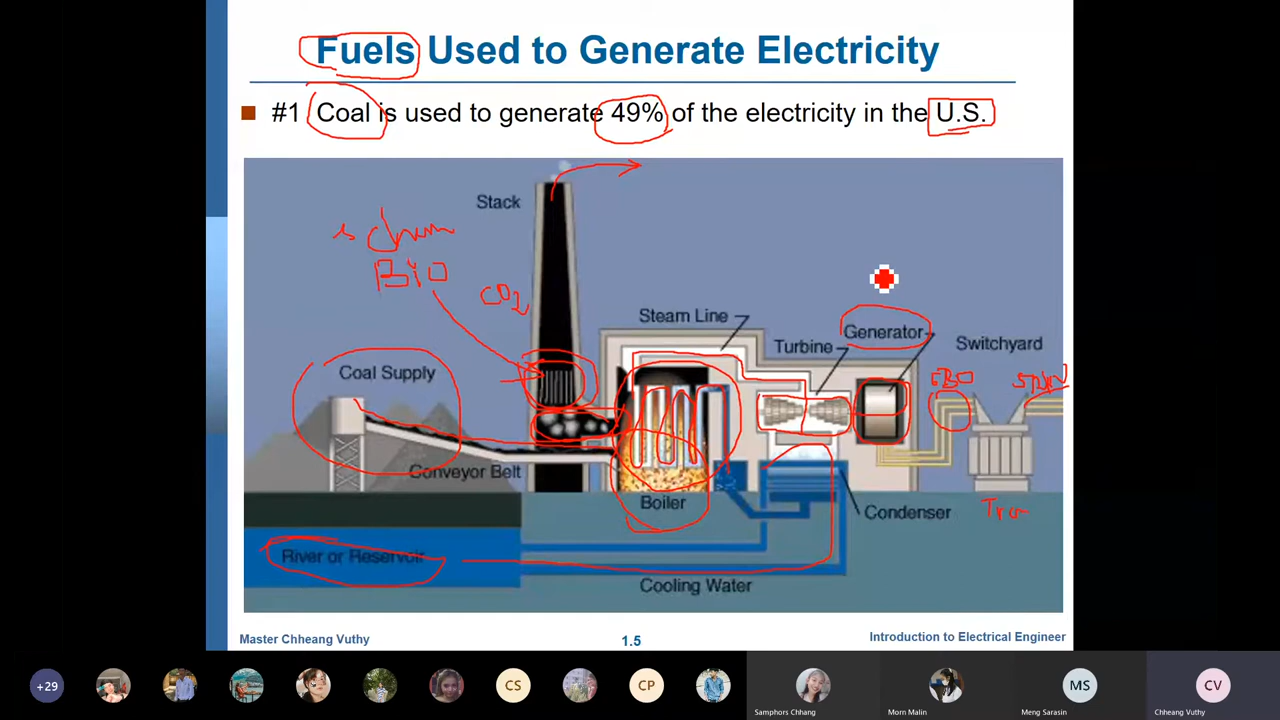 Fuels Used to Generate Electricity
#1 Coal is used to generate 49% of the electricity in the U.S.
Stack
BiO
CO2
Steam Line
Generator
Turbine
Switchyard
Coal Supply
Conveyor Belt
Boiler
Condenser
River or Reservoir
Cooling Water
Master Chheang Vuthy
1.5
Introduction to Electrical Engineer
+29
CS
CP
MS
CV
Samphors Chhang
Morn Malin
Meng Sarasin
Chheang Vuthy